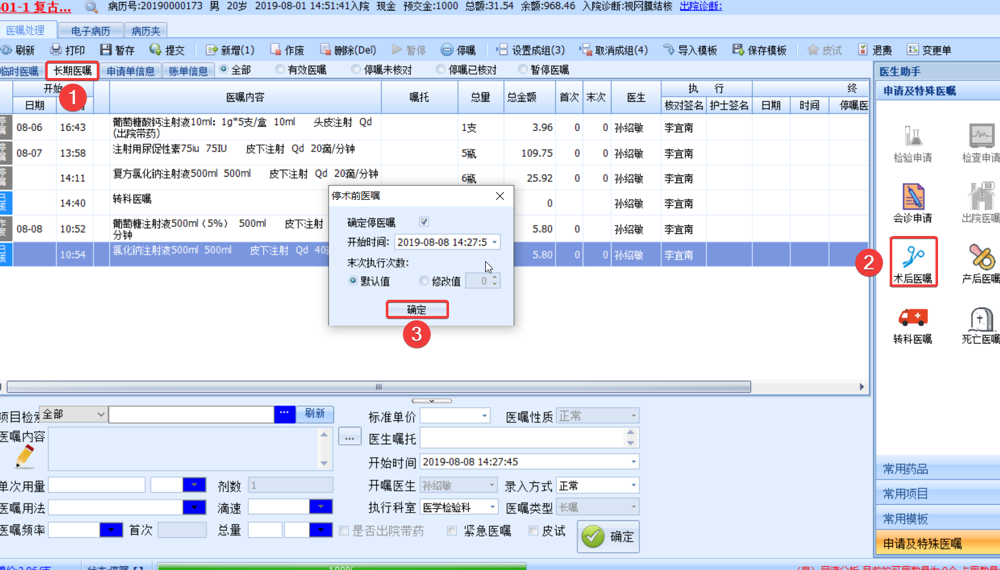 601-1 复古... 病历号:20190000173 男 20岁 2019-08-01 14:51:41入院 现金 预交金:1000 总额:31.54 余额:968.46 入院诊断:视网膜结核 出院诊断:
医嘱处理 电子病历 病历夹
刷新 打印 暂存 提交 新增(1) 作废 删除(Del) 暂停 停嘱 设置成组(3) 取消成组(4) 导入模板 保存模板 皮试 退费 变更单
临时医嘱 长期医嘱 申请单信息 账单信息 全部 有效医嘱 停嘱未核对 停嘱已核对 暂停医嘱
医生助手
申请及特殊医嘱
开始 医嘱内容 嘱托 总量 总金额 首次 末次 医生 执 行 终
日期 核对签名 护士签名 日期 时间 停嘱医
1
停嘱 08-06 16:43 葡萄糖酸钙注射液10ml: 1g*5支/盒 10ml 头皮注射 Qd 1支 3.96 0 0 孙绍敏 李宜南
(出院带药)
停嘱 08-07 13:58 注射用尿促性素75iu 75IU 皮下注射 Qd 20滴/分钟 5瓶 109.75 0 0 孙绍敏 李宜南
停嘱 14:11 复方氯化钠注射液500ml 500ml 皮下注射 Qd 20滴/分钟 6瓶 25.92 0 0 孙绍敏 李宜南
已核 14:40 转科医嘱 0 孙绍敏 李宜南
作废 08-08 10:52 葡萄糖注射液500ml（5%） 500ml 皮下注射 5.80 0 孙绍敏 李宜南
分钟
已核 10:54 氯化钠注射液500ml 500ml 皮下注射 Qd 40 5.80 0 0 孙绍敏 李宜南
停术前医嘱
确定停医嘱
开始时间: 2019-08-08 14:27:5
末次执行次数:
默认值 修改值 0
确定
3
检验申请 检查申请
会诊申请 出院医嘱
2
术后医嘱 产后医嘱
转科医嘱 死亡医嘱
常用药品
常用项目
常用模板
申请及特殊医嘱
项目检索 全部 ... 刷新 标准单价 医嘱性质 正常
医嘱内容 ... 医生嘱托
开始时间 2019-08-08 14:27:45
单次用量 剂数 1 开嘱医生 孙绍敏 录入方式 正常
医嘱用法 滴速 执行科室 医学检验科 医嘱类型 长嘱
医嘱频率 首次 总量 是否出院带药 紧急医嘱 皮试 确定
单价:3.96/支 状态:停嘱【】 100%